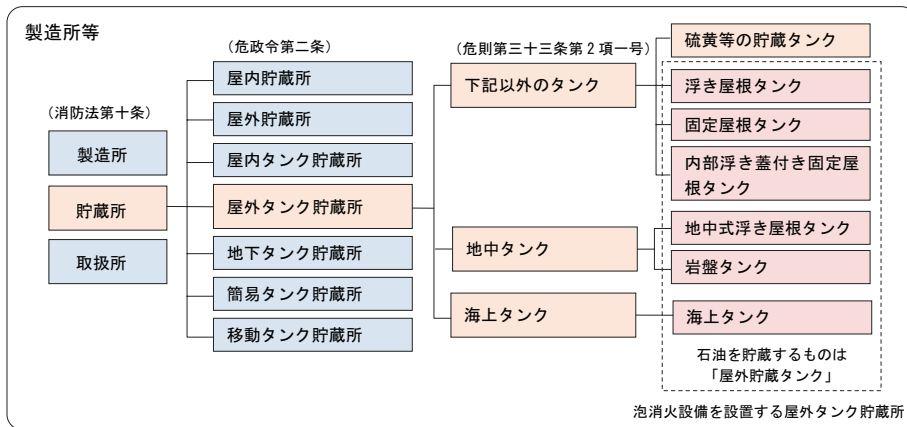 製造所等
(消防法第十条)
製造所
貯蔵所
取扱所
(危政令第二条)
屋内貯蔵所
屋外貯蔵所
屋内タンク貯蔵所
屋外タンク貯蔵所
地下タンク貯蔵所
簡易タンク貯蔵所
移動タンク貯蔵所
(危則第三十三条第2項一号)
下記以外のタンク
地中タンク
海上タンク
硫黄等の貯蔵タンク
浮き屋根タンク
固定屋根タンク
内部浮き蓋付き固定屋
根タンク
地中式浮き屋根タンク
岩盤タンク
海上タンク
石油を貯蔵するものは
「屋外貯蔵タンク」
泡消火設備を設置する屋外タンク貯蔵所